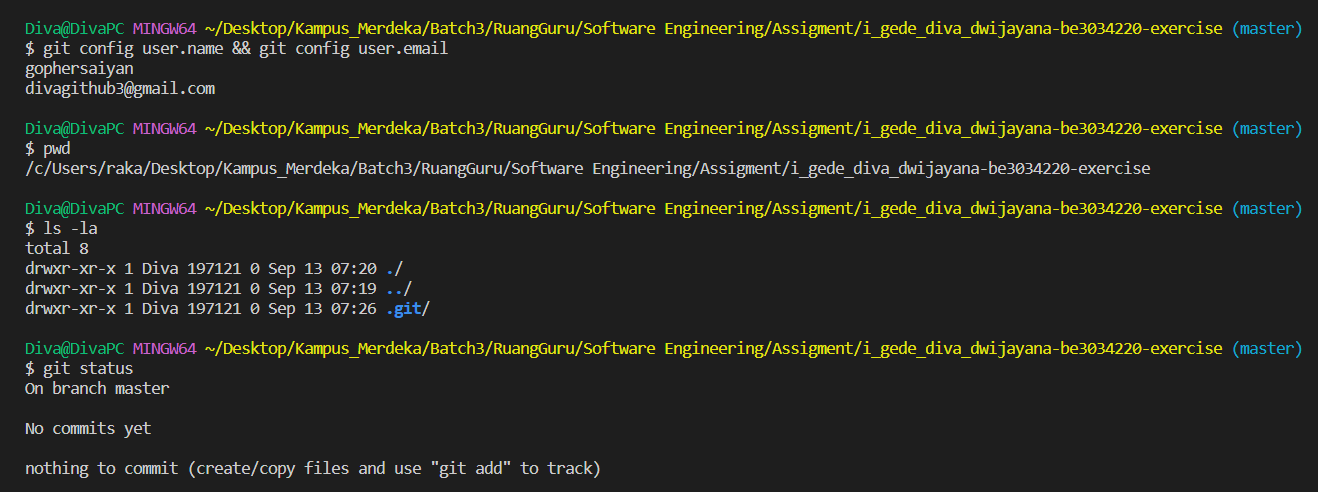 Diva@DivaPC MINGW64 ~/Desktop/Kampus_Merdeka/Batch3/RuangGuru/Software Engineering/Assigment/i_gede_diva_dwijayana-be3034220-exercise (master)
$ git config user.name && git config user.email
gophersaiyan
divagithub3@gmail.com

Diva@DivaPC MINGW64 ~/Desktop/Kampus_Merdeka/Batch3/RuangGuru/Software Engineering/Assigment/i_gede_diva_dwijayana-be3034220-exercise (master)
$ pwd
/c/Users/raka/Desktop/Kampus_Merdeka/Batch3/RuangGuru/Software Engineering/Assigment/i_gede_diva_dwijayana-be3034220-exercise

Diva@DivaPC MINGW64 ~/Desktop/Kampus_Merdeka/Batch3/RuangGuru/Software Engineering/Assigment/i_gede_diva_dwijayana-be3034220-exercise (master)
$ ls -la
total 8
drwxr-xr-x 1 Diva 197121 0 Sep 13 07:20 ./
drwxr-xr-x 1 Diva 197121 0 Sep 13 07:19 ../
drwxr-xr-x 1 Diva 197121 0 Sep 13 07:26 .git/

Diva@DivaPC MINGW64 ~/Desktop/Kampus_Merdeka/Batch3/RuangGuru/Software Engineering/Assigment/i_gede_diva_dwijayana-be3034220-exercise (master)
$ git status
On branch master

No commits yet

nothing to commit (create/copy files and use "git add" to track)